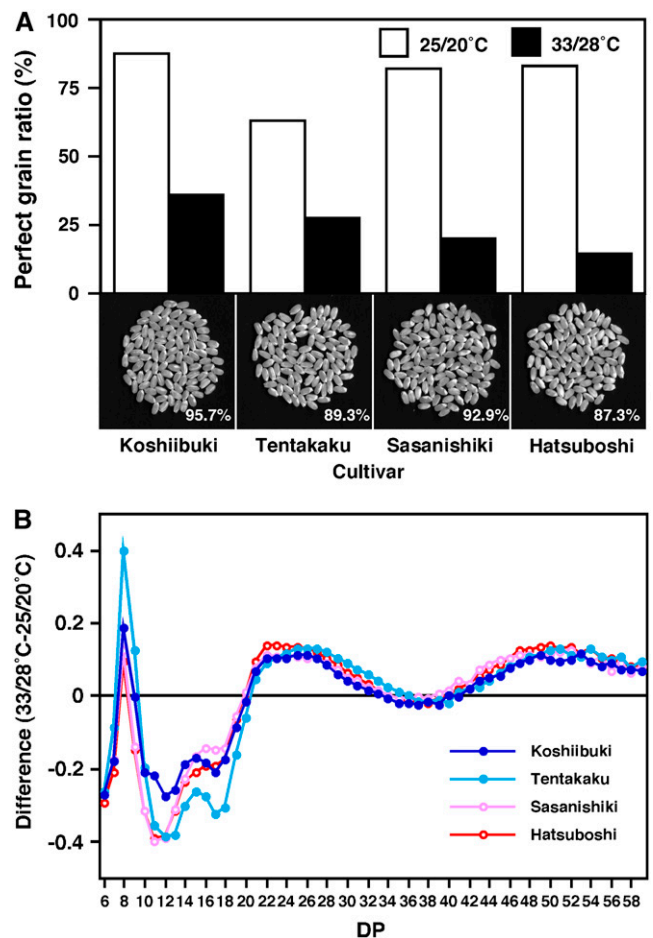 A
Perfect grain ratio (%)
100
75
50
25
0
25/20˚C
33/28˚C
95.7%
89.3%
92.9%
87.3%
Koshiibuki
Tentakaku
Sasanishiki
Hatsuboshi
Cultivar
B
Difference (33/28˚C-25/20˚C)
0.4
0.2
0
-0.2
-0.4
Koshiibuki
Tentakaku
Sasanishiki
Hatsuboshi
6 8 10 12 14 16 18 20 22 24 26 28 30 32 34 36 38 40 42 44 46 48 50 52 54 56 58
DP